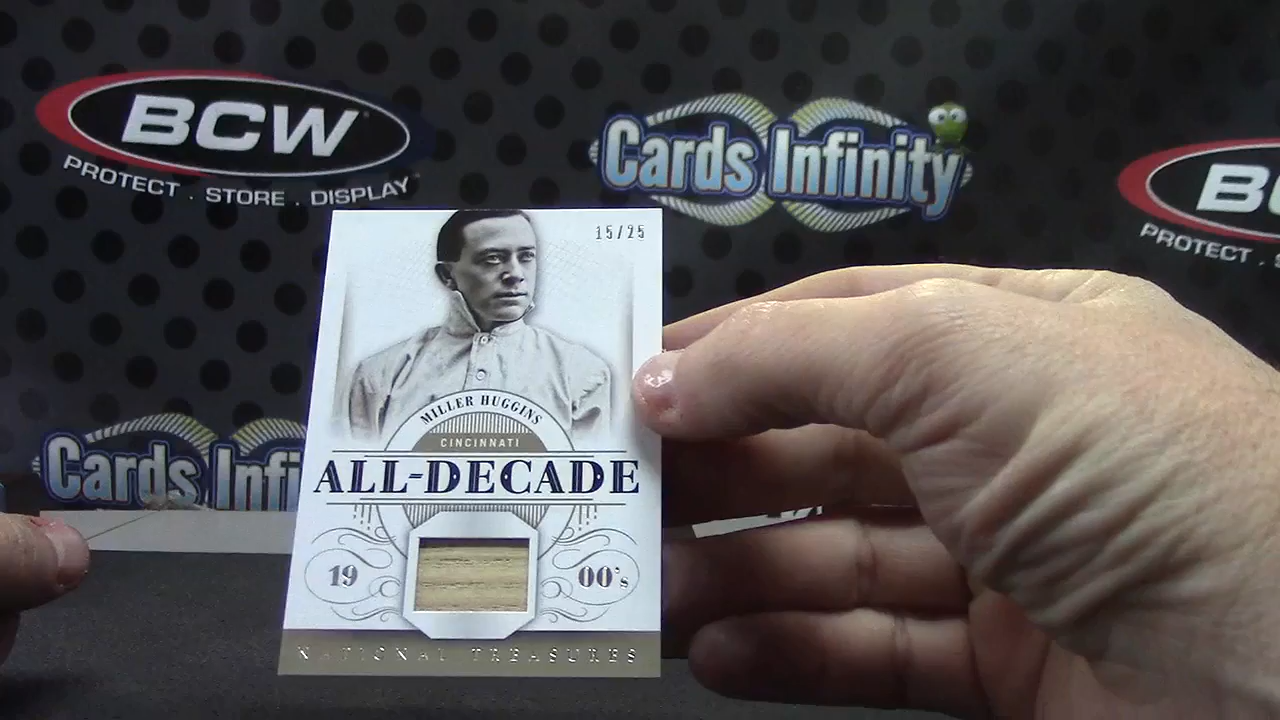 BCW
PROTECT . STORE . DISPLAY
Cards Infinity
BC
PROTECT . S
15/25
MILLER HUGGINS
CINCINNATI
ALL-DECADE
Cards Infi
19 00's
NATIONAL TREASURES